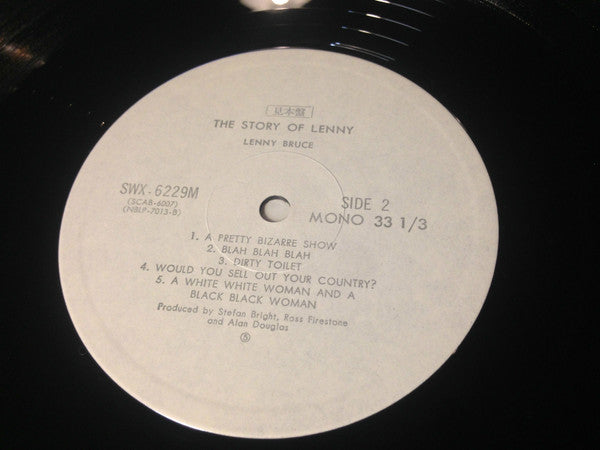 見本盤
THE STORY OF LENNY
LENNY BRUCE
SWX-6229M
(SCAB-6007)
(NBLP-7013-B)
SIDE 2
MONO 33 1/3
1. A PRETTY BIZARRE SHOW
2. BLAH BLAH BLAH
3. DIRTY TOILET
4. WOULD YOU SELL OUT YOUR COUNTRY?
5. A WHITE WHITE WOMAN AND A
BLACK BLACK WOMAN
Produced by Stefan Bright, Ross Firestone
and Alan Douglas
Ⓢ